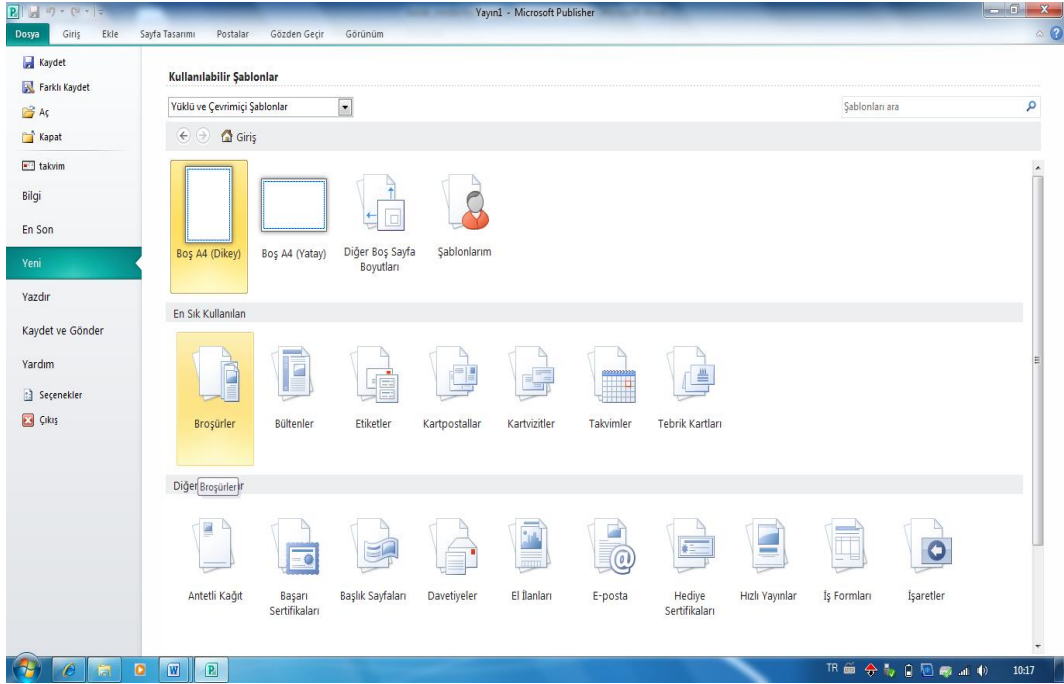 Yayın1 - Microsoft Publisher
Dosya Giriş Ekle Sayfa Tasarımı Postalar Gözden Geçir Görünüm
Kaydet
Farklı Kaydet
Aç
Kapat
takvim
Bilgi
En Son
Yeni
Yazdır
Kaydet ve Gönder
Yardım
Seçenekler
Çıkış
Kullanılabilir Şablonlar
Yüklü ve Çevrimiçi Şablonlar
Şablonları ara
Giriş
Boş A4 (Dikey)
Boş A4 (Yatay)
Diğer Boş Sayfa
Boyutları
Şablonlarım
En Sık Kullanılan
Broşürler
Bültenler
Etiketler
Kartpostallar
Kartvizitler
Takvimler
Tebrik Kartları
Diğer
Broşürler
Antetli Kağıt
Başarı
Sertifikaları
Başlık Sayfaları
Davetiyeler
El İlanları
E-posta
Hediye
Sertifikaları
Hızlı Yayınlar
İş Formları
İşaretler
TR
10:17